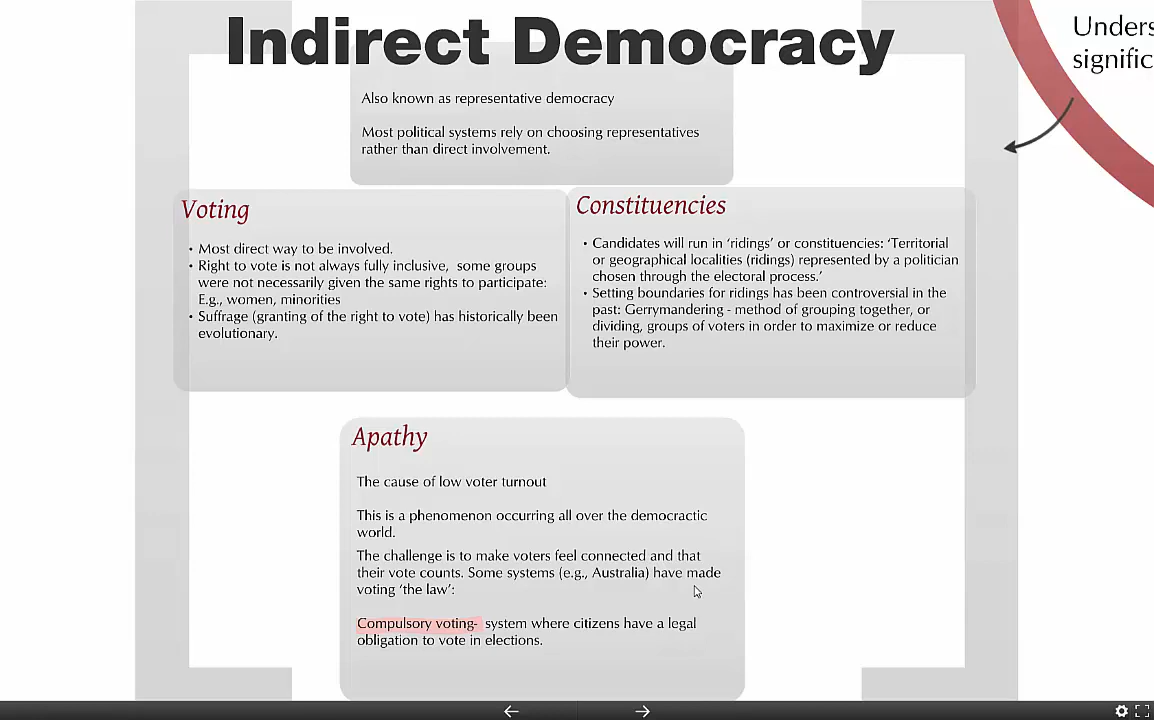 Indirect Democracy
Unders
signific
Also known as representative democracy
Most political systems rely on choosing representatives
rather than direct involvement.
Voting
• Most direct way to be involved.
• Right to vote is not always fully inclusive, some groups
were not necessarily given the same rights to participate:
E.g., women, minorities
• Suffrage (granting of the right to vote) has historically been
evolutionary.
Constituencies
• Candidates will run in ‘ridings’ or constituencies: ‘Territorial
or geographical localities (ridings) represented by a politician
chosen through the electoral process.’
• Setting boundaries for ridings has been controversial in the
past: Gerrymandering - method of grouping together, or
dividing, groups of voters in order to maximize or reduce
their power.
Apathy
The cause of low voter turnout
This is a phenomenon occurring all over the democractic
world.
The challenge is to make voters feel connected and that
their vote counts. Some systems (e.g., Australia) have made
voting ‘the law’:
Compulsory voting- system where citizens have a legal
obligation to vote in elections.